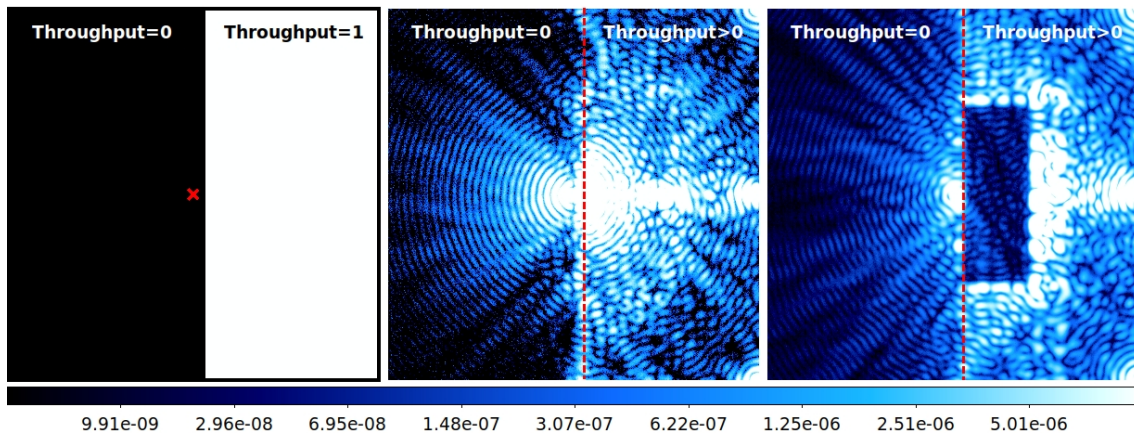 Throughput=0 Throughput=1 Throughput=0 Throughput>0 Throughput=0 Throughput>0
9.91e-09 2.96e-08 6.95e-08 1.48e-07 3.07e-07 6.22e-07 1.25e-06 2.51e-06 5.01e-06